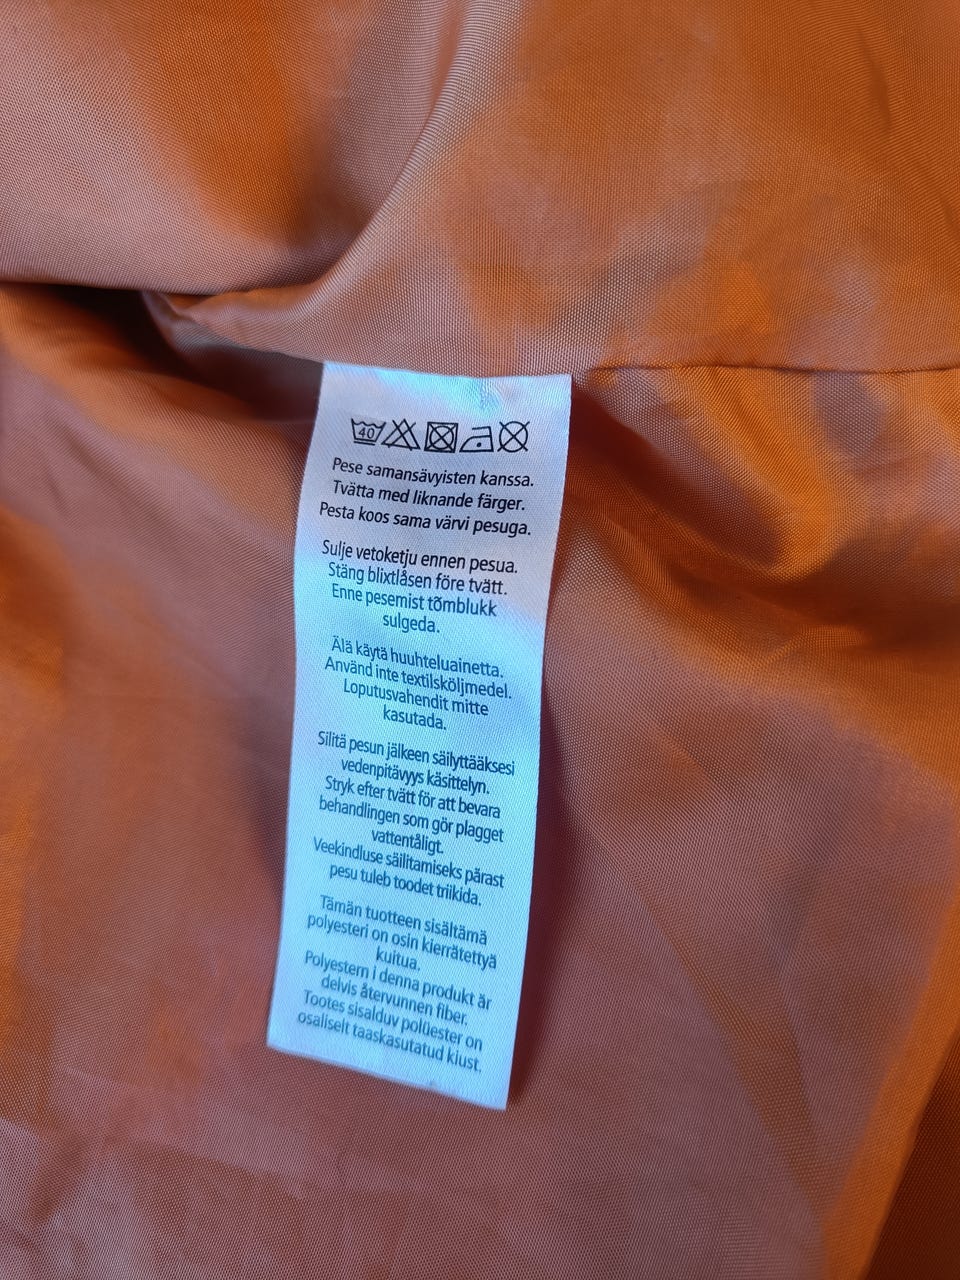 40
Pese samansävyisten kanssa.
Tvätta med liknande färger.
Pesta koos sama värvi pesuga.
Sulje vetoketju ennen pesua.
Stäng blixtlåsen före tvätt.
Enne pesemist tõmblukk
sulgeda.
Älä käytä huuhteluainetta.
Använd inte textilsköljmedel.
Loputusvahendit mitte
kasutada.
Silitä pesun jälkeen säilyttääksesi
vedenpitävyys käsittelyn.
Stryk efter tvätt för att bevara
behandlingen som gör plagget
vattentåligt.
Veekindluse säilitamiseks pärast
pesu tuleb toodet triikida.
Tämän tuotteen sisältämä
polyesteri on osin kierrätettyä
kuitua.
Polyestern i denna produkt är
delvis återvunnen fiber.
Tootes sisalduv polüester on
osaliselt taaskasutatud kiust.